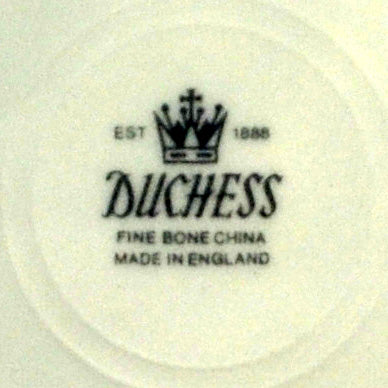 EST 1888
DUCHESS
FINE BONE CHINA
MADE IN ENGLAND